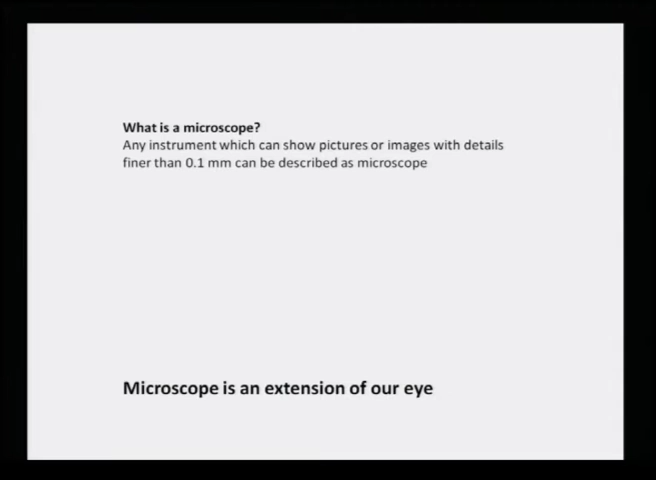 What is a microscope?
Any instrument which can show pictures or images with details
finer than 0.1 mm can be described as microscope
Microscope is an extension of our eye